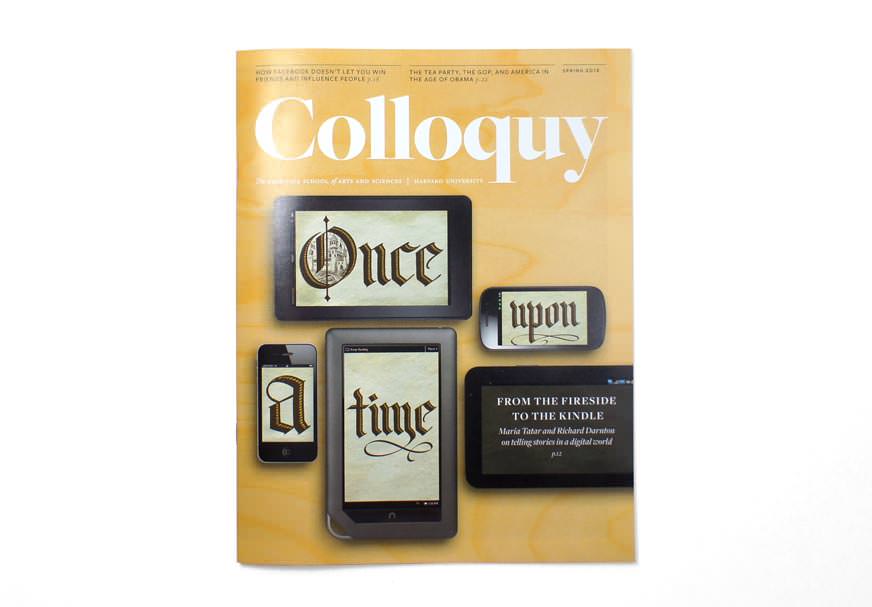 HOW FACEBOOK DOESN'T LET YOU WIN
FRIENDS AND INFLUENCE PEOPLE p.18
THE TEA PARTY, THE GOP, AND AMERICA IN
THE AGE OF OBAMA p.22
SPRING 2012
Colloquy
The GRADUATE SCHOOL of ARTS AND SCIENCES | HARVARD UNIVERSITY
Once
upon
a
time
FROM THE FIRESIDE
TO THE KINDLE
Maria Tatar and Richard Darnton
on telling stories in a digital world
p.12